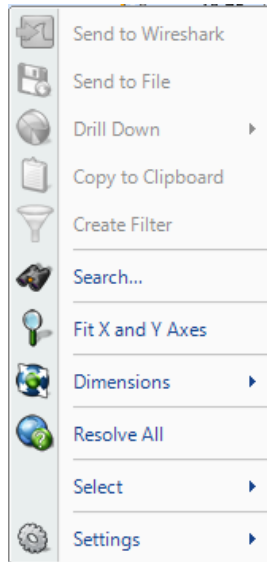 Send to Wireshark
Send to File
Drill Down
Copy to Clipboard
Create Filter
Search...
Fit X and Y Axes
Dimensions
Resolve All
Select
Settings